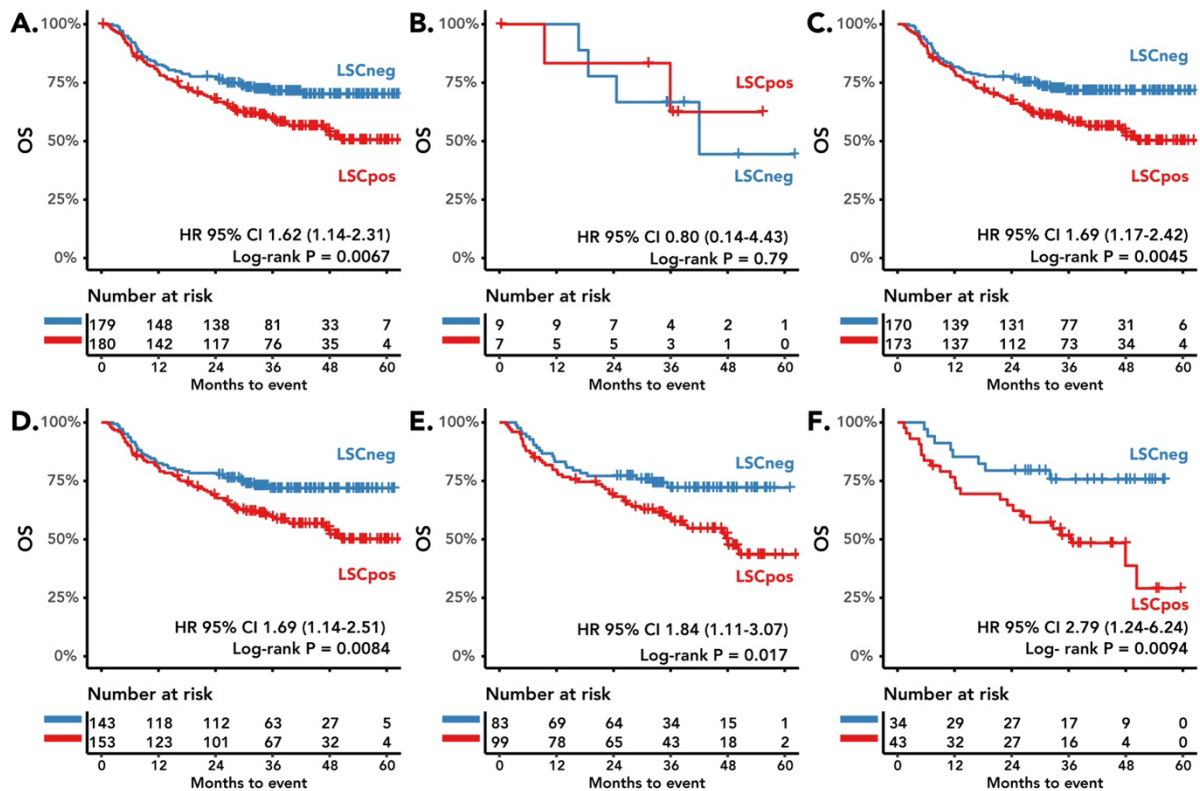 A.
100%
75%
50%
25%
0%
OS
LSCneg
LSCpos
HR 95% CI 1.62 (1.14-2.31)
Log-rank P = 0.0067
Number at risk
179 148 138 81 33 7
180 142 117 76 35 4
0 12 24 36 48 60
Months to event
B.
100%
75%
50%
25%
0%
OS
LSCpos
LSCneg
HR 95% CI 0.80 (0.14-4.43)
Log-rank P = 0.79
Number at risk
9 9 7 4 2 1
7 5 5 3 1 0
0 12 24 36 48 60
Months to event
C.
100%
75%
50%
25%
0%
OS
LSCneg
LSCpos
HR 95% CI 1.69 (1.17-2.42)
Log-rank P = 0.0045
Number at risk
170 139 131 77 31 6
173 137 112 73 34 4
0 12 24 36 48 60
Months to event
D.
100%
75%
50%
25%
0%
OS
LSCneg
LSCpos
HR 95% CI 1.69 (1.14-2.51)
Log-rank P = 0.0084
Number at risk
143 118 112 63 27 5
153 123 101 67 32 4
0 12 24 36 48 60
Months to event
E.
100%
75%
50%
25%
0%
OS
LSCneg
LSCpos
HR 95% CI 1.84 (1.11-3.07)
Log-rank P = 0.017
Number at risk
83 69 64 34 15 1
99 78 65 43 18 2
0 12 24 36 48 60
Months to event
F.
100%
75%
50%
25%
0%
OS
LSCneg
LSCpos
HR 95% CI 2.79 (1.24-6.24)
Log- rank P = 0.0094
Number at risk
34 29 27 17 9 0
43 32 27 16 4 0
0 12 24 36 48 60
Months to event